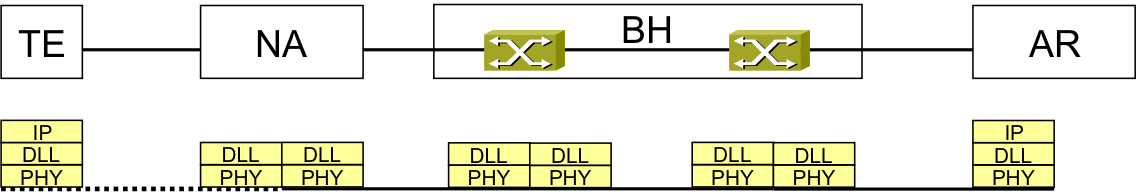 TE NA BH AR
IP IP
DLL DLL DLL DLL DLL DLL DLL DLL
PHY PHY PHY PHY PHY PHY PHY PHY